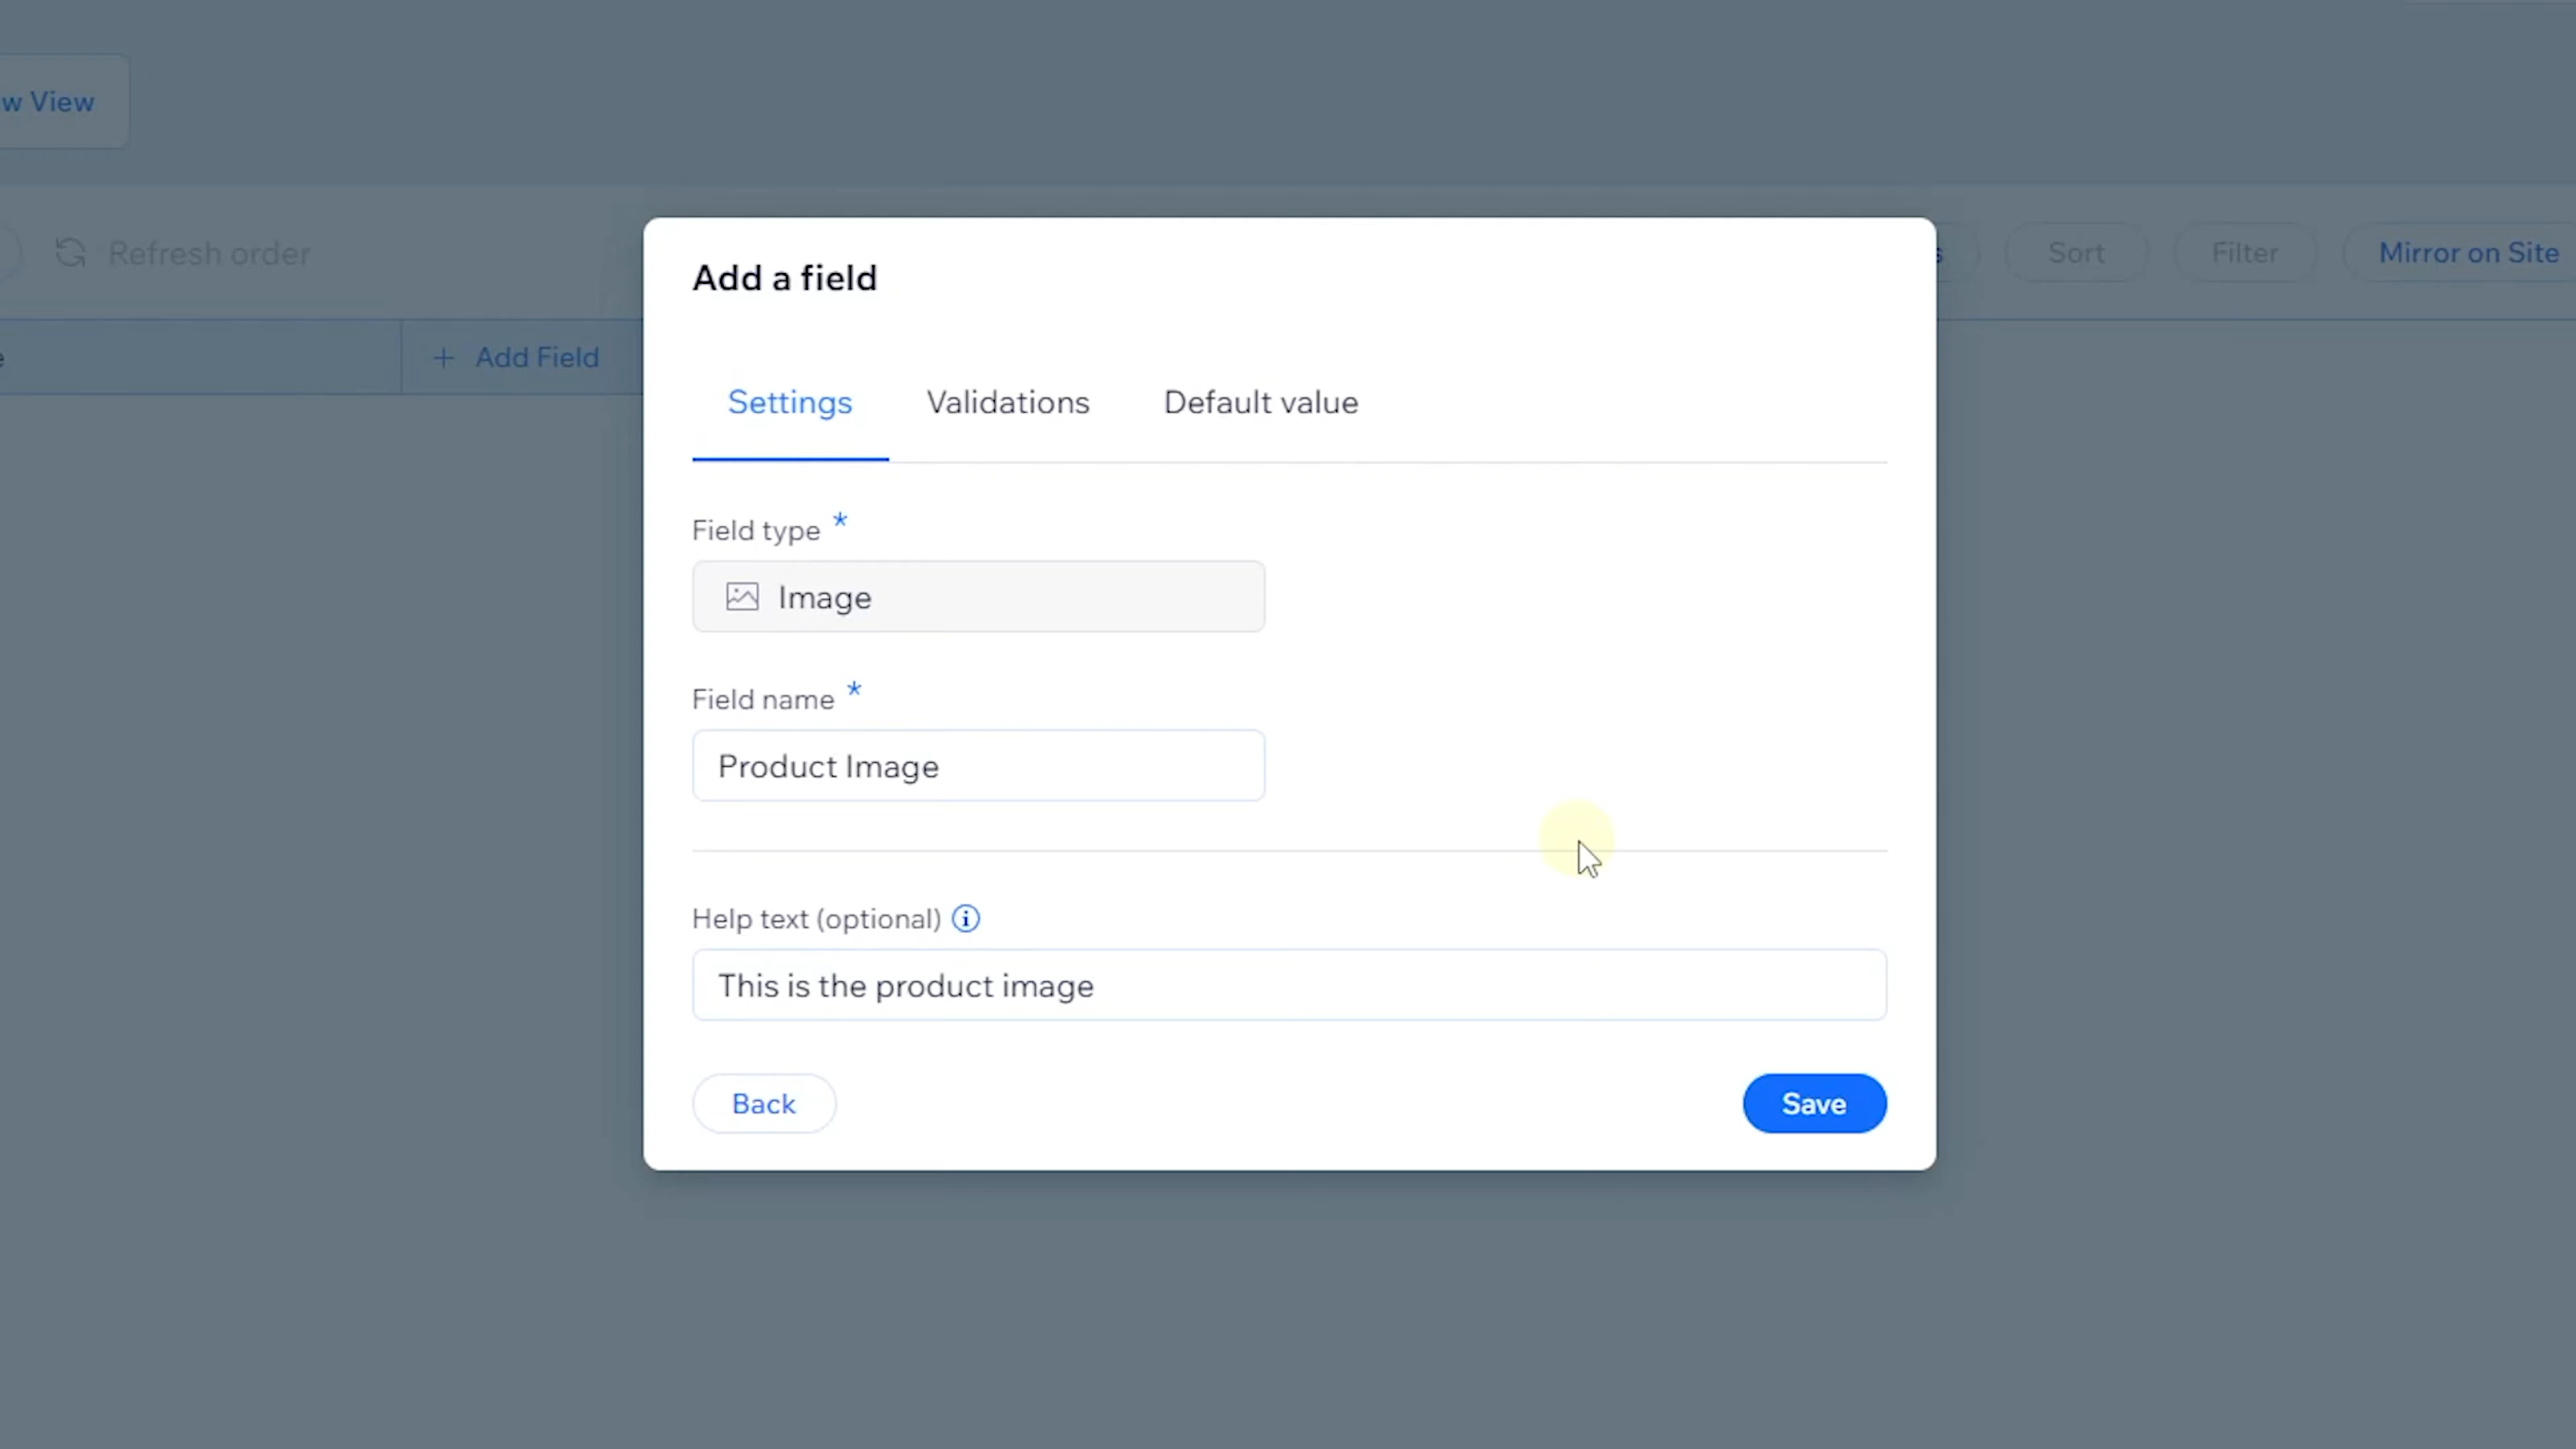 w View
Refresh order
Sort
Filter
Mirror on Site
e
+ Add Field
s
Add a field
Settings
Validations
Default value
Field type *
Image
Field name *
Product Image
Help text (optional)
This is the product image
Back
Save